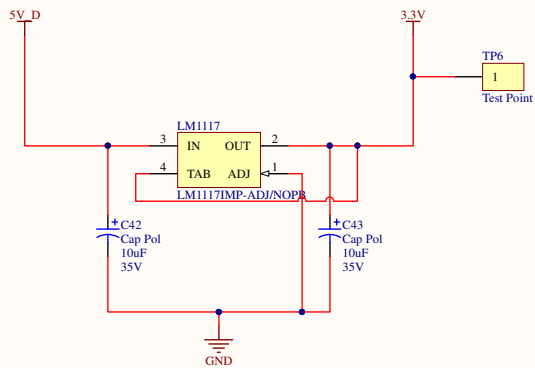 5V_D
3.3V
TP6
1
Test Point
LM1117
3 IN OUT 2
4 TAB ADJ 1
LM1117IMP-ADJ/NOPB
C42
Cap Pol
10uF
35V
C43
Cap Pol
10uF
35V
GND